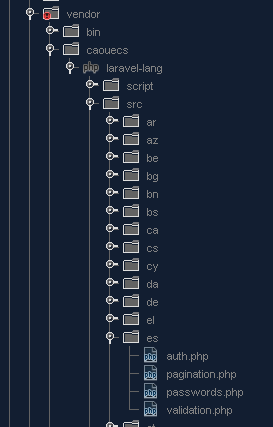 vendor
bin
caouecs
php laravel-lang
script
src
ar
az
be
bg
bn
bs
ca
cs
cy
da
de
el
es
auth.php
pagination.php
passwords.php
validation.php